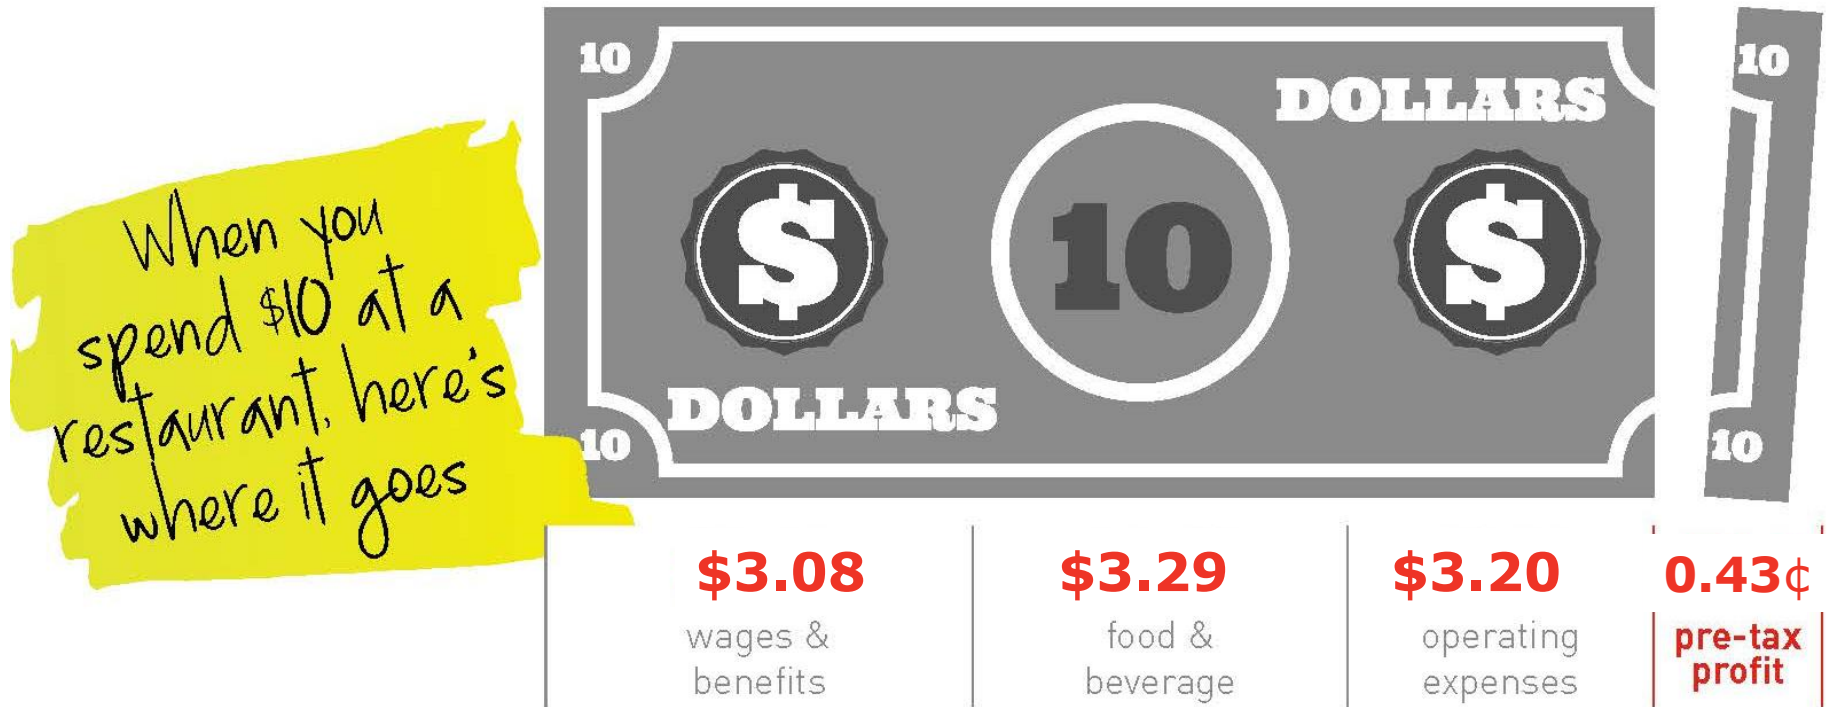 When you
spend $10 at a
restaurant, here's
where it goes
10
10
DOLLARS
$
10
$
DOLLARS
10
10
$3.08
wages &
benefits
$3.29
food &
beverage
$3.20
operating
expenses
0.43¢
pre-tax
profit